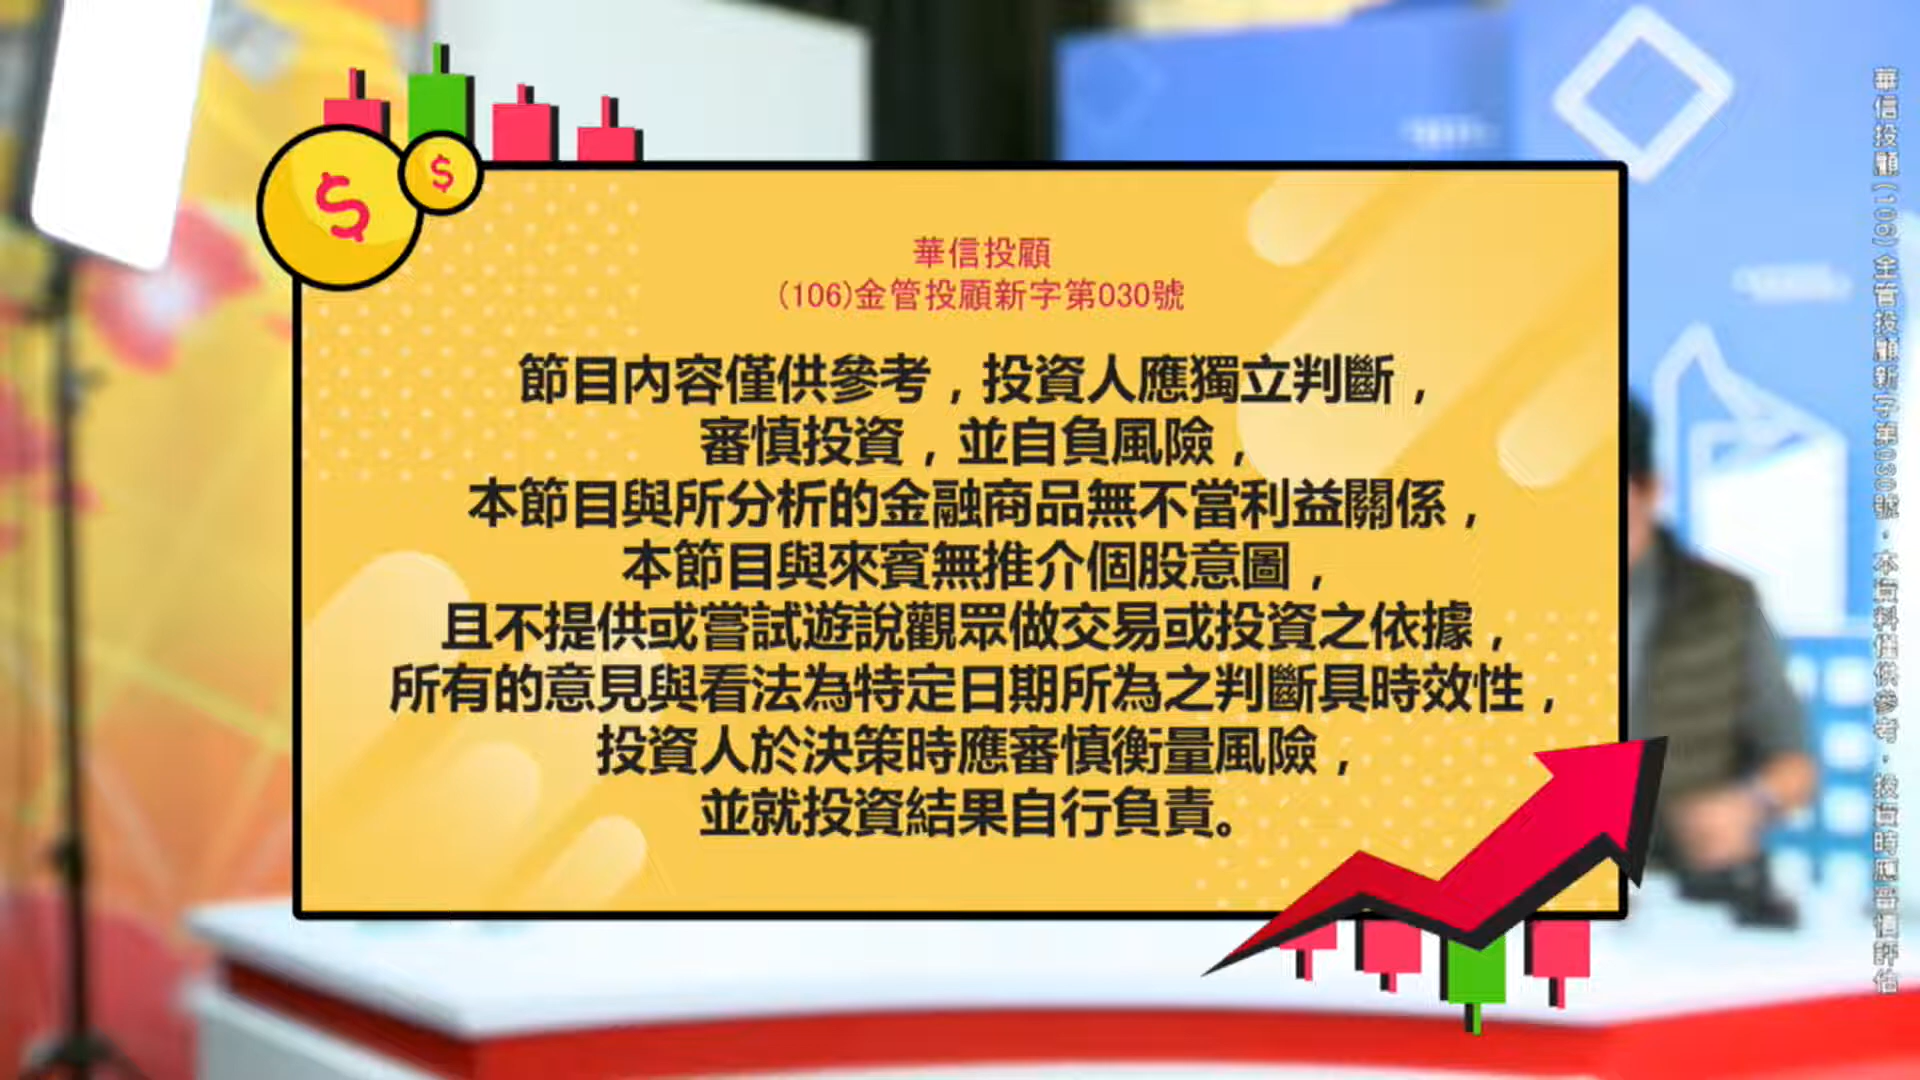 華信投顧
(106)金管投顧新字第030號
節目內容僅供參考，投資人應獨立判斷，
審慎投資，並自負風險，
本節目與所分析的金融商品無不當利益關係，
本節目與來賓無推介個股意圖，
且不提供或嘗試遊說觀眾做交易或投資之依據，
所有的意見與看法為特定日期所為之判斷具時效性，
投資人於決策時應審慎衡量風險，
並就投資結果自行負責。
華信投顧(106)金管投顧新字第030號，本資料僅供參考，投資時應審慎評估
$
$